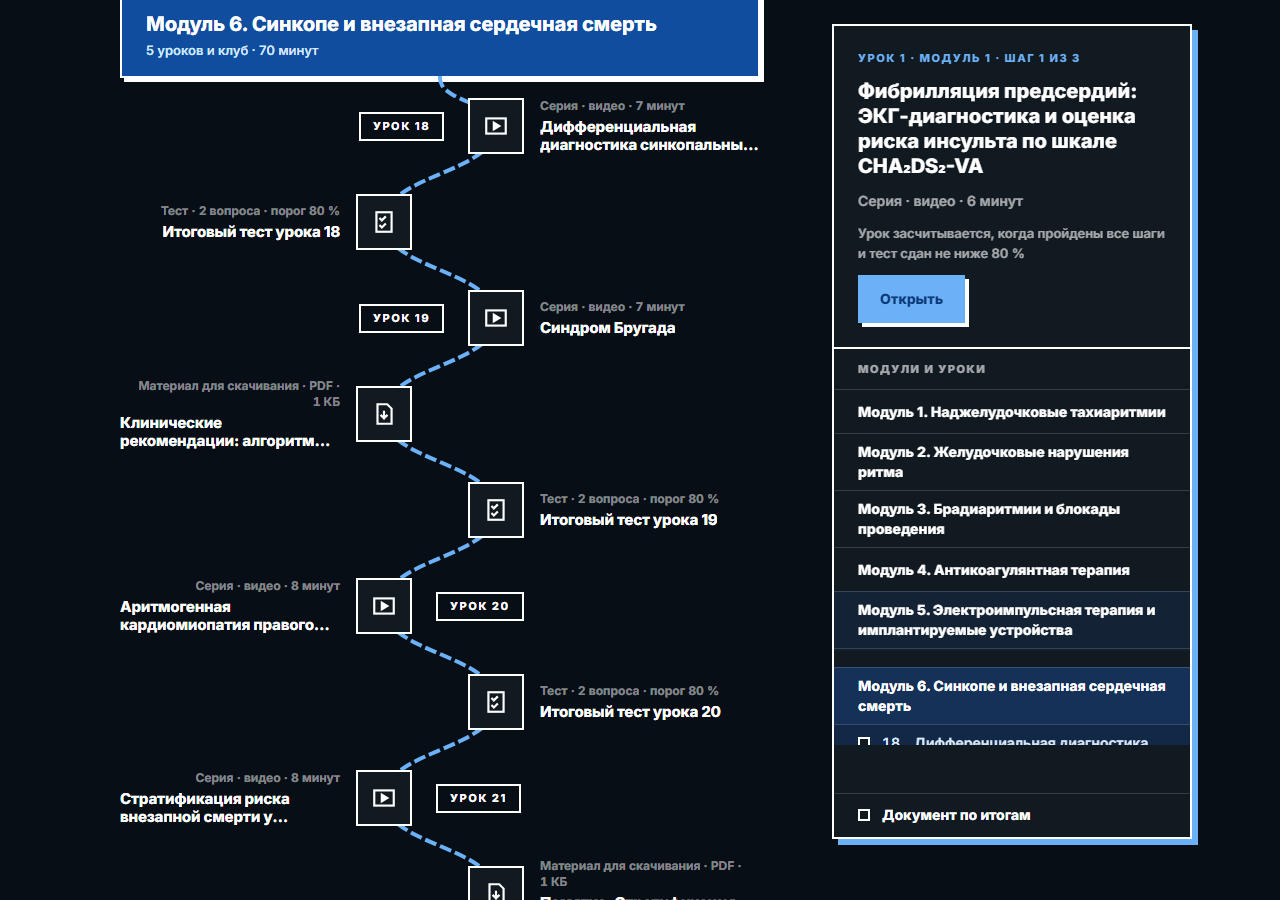 Модуль 6. Синкопе и внезапная сердечная смерть
5 уроков и клуб · 70 минут
УРОК 18
Серия · видео · 7 минут
Дифференциальная
диагностика синкопальны...
Тест · 2 вопроса · порог 80 %
Итоговый тест урока 18
УРОК 19
Серия · видео · 7 минут
Синдром Бругада
Материал для скачивания · PDF ·
1 КБ
Клинические
рекомендации: алгоритм...
Тест · 2 вопроса · порог 80 %
Итоговый тест урока 19
Серия · видео · 8 минут
Аритмогенная
кардиомиопатия правого...
УРОК 20
Тест · 2 вопроса · порог 80 %
Итоговый тест урока 20
Серия · видео · 8 минут
Стратификация риска
внезапной смерти у...
УРОК 21
Материал для скачивания · PDF ·
1 КБ
УРОК 1 · МОДУЛЬ 1 · ШАГ 1 ИЗ 3
Фибрилляция предсердий:
ЭКГ-диагностика и оценка
риска инсульта по шкале
CHA₂DS₂-VA
Серия · видео · 6 минут
Урок засчитывается, когда пройдены все шаги
и тест сдан не ниже 80 %
Открыть
МОДУЛИ И УРОКИ
Модуль 1. Наджелудочковые тахиаритмии
Модуль 2. Желудочковые нарушения
ритма
Модуль 3. Брадиаритмии и блокады
проведения
Модуль 4. Антикоагулянтная терапия
Модуль 5. Электроимпульсная терапия и
имплантируемые устройства
Модуль 6. Синкопе и внезапная сердечная
смерть
18 Дифференциальная диагностика
Документ по итогам